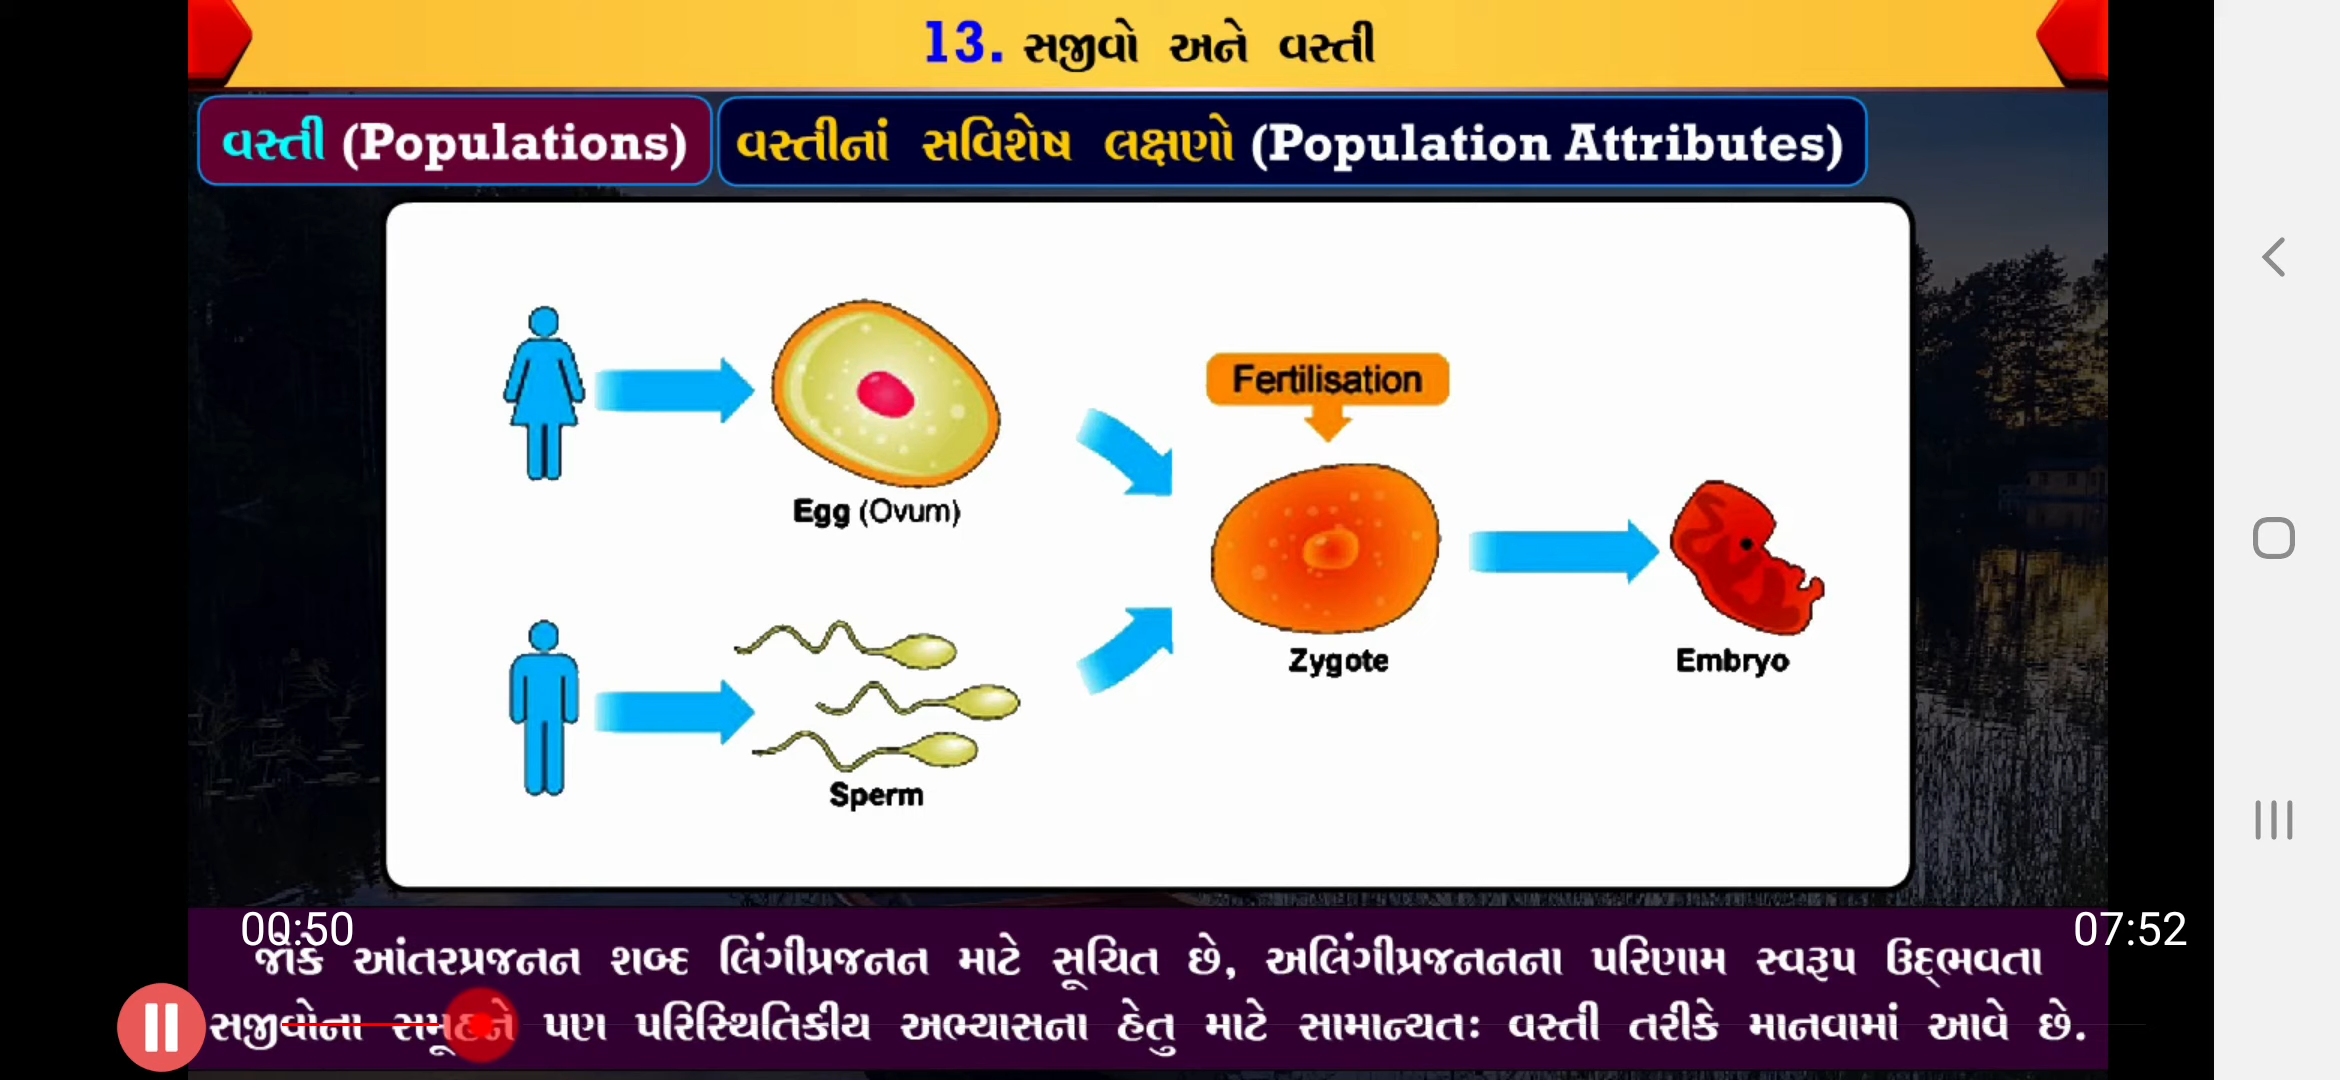 13. સજીવો અને વસ્તી
વસ્તી (Populations) વસ્તીનાં સવિશેષ લક્ષણો (Population Attributes)
Fertilisation
Egg (Ovum)
Zygote
Embryo
Sperm
00:50
07:52
જોકે આંતરપ્રજનન શબ્દ લિંગીપ્રજનન માટે સૂચિત છે, અલિંગીપ્રજનનના પરિણામ સ્વરૂપ ઉદ્ભવતા
સજીવોના સમૂહને પણ પરિસ્થિતિકીય અભ્યાસના હેતુ માટે સામાન્યતઃ વસ્તી તરીકે માનવામાં આવે છે.